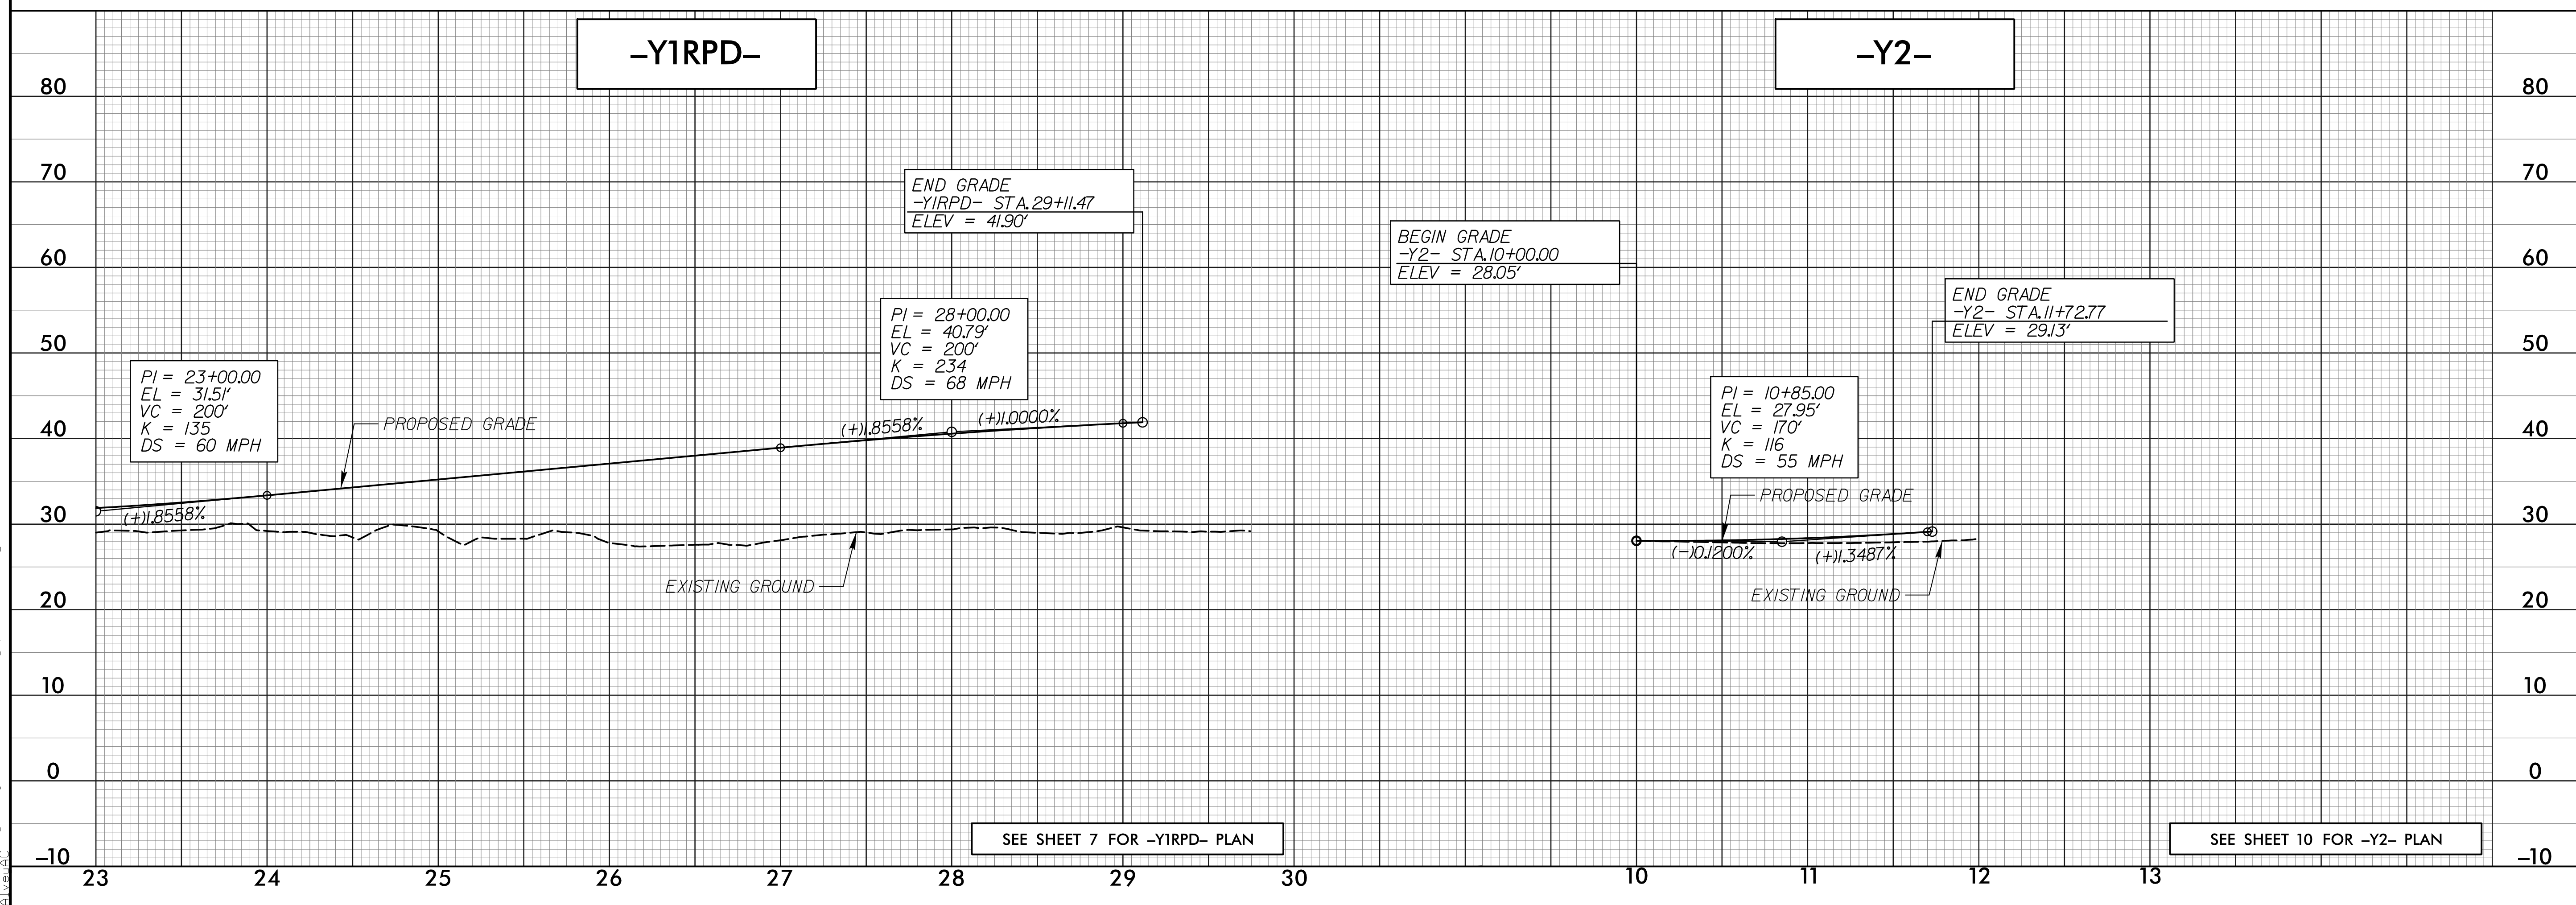 –Y1RPD–
–Y2–
80
70
60
50
40
30
20
10
0
–10
END GRADE
-Y1RPD- STA.29+11.47
ELEV = 41.90'
PI = 28+00.00
EL = 40.79'
VC = 200'
K = 234
DS = 68 MPH
PI = 23+00.00
EL = 31.51'
VC = 200'
K = 135
DS = 60 MPH
PROPOSED GRADE
(+)1.8558%
(+)1.0000%
(+)1.8558%
EXISTING GROUND
SEE SHEET 7 FOR –Y1RPD– PLAN
23 24 25 26 27 28 29 30
BEGIN GRADE
-Y2- STA.10+00.00
ELEV = 28.05'
END GRADE
-Y2- STA.11+72.77
ELEV = 29.13'
PI = 10+85.00
EL = 27.95'
VC = 170'
K = 116
DS = 55 MPH
PROPOSED GRADE
(-)0.1200%
(+)1.3487%
EXISTING GROUND
SEE SHEET 10 FOR –Y2– PLAN
10 11 12 13
80
70
60
50
40
30
20
10
0
–10